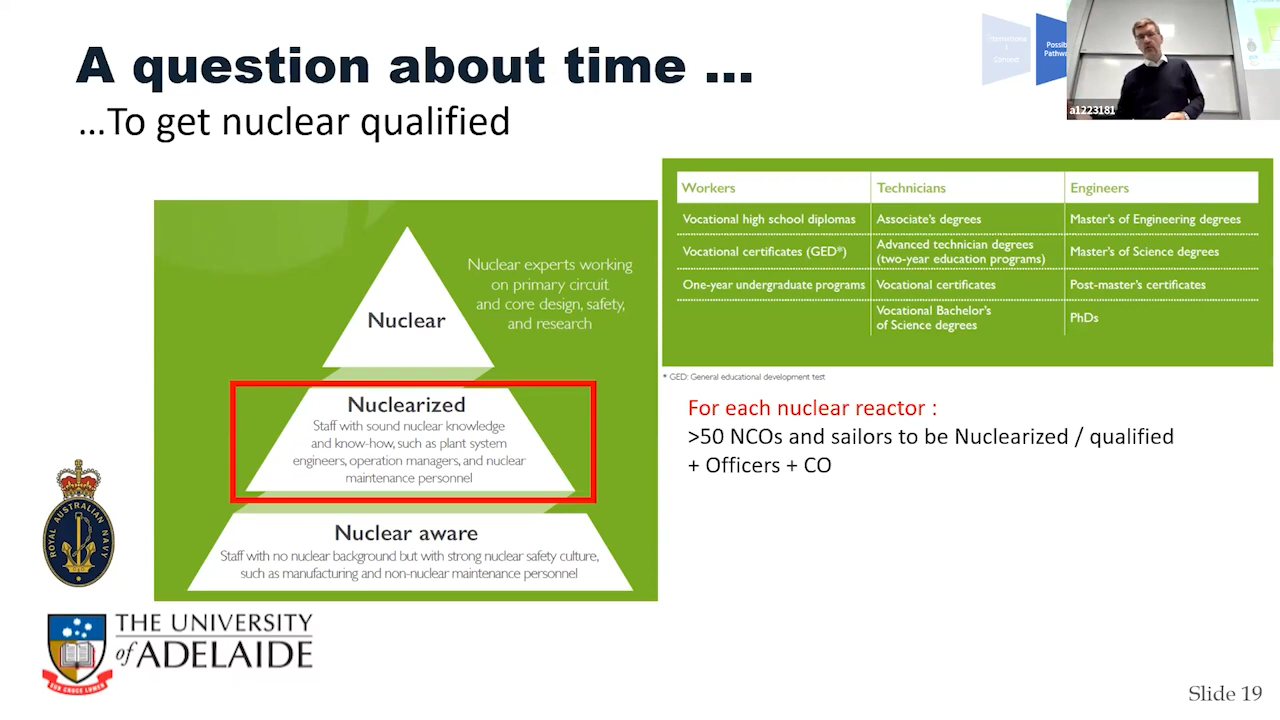 A question about time ...
...To get nuclear qualified
a1223181
Nuclear
Nuclear experts working
on primary circuit
and core design, safety,
and research
Nuclearized
Staff with sound nuclear knowledge
and know-how, such as plant system
engineers, operation managers, and nuclear
maintenance personnel
Nuclear aware
Staff with no nuclear background but with strong nuclear safety culture,
such as manufacturing and non-nuclear maintenance personnel
Workers Technicians Engineers
Vocational high school diplomas Associate's degrees Master's of Engineering degrees
Vocational certificates (GED*) Advanced technician degrees
(two-year education programs) Master's of Science degrees
One-year undergraduate programs Vocational certificates Post-master's certificates
Vocational Bachelor's
of Science degrees PhDs
* GED: General educational development test
For each nuclear reactor :
>50 NCOs and sailors to be Nuclearized / qualified
+ Officers + CO
ROYAL AUSTRALIAN NAVY
THE UNIVERSITY
of ADELAIDE
Slide 19